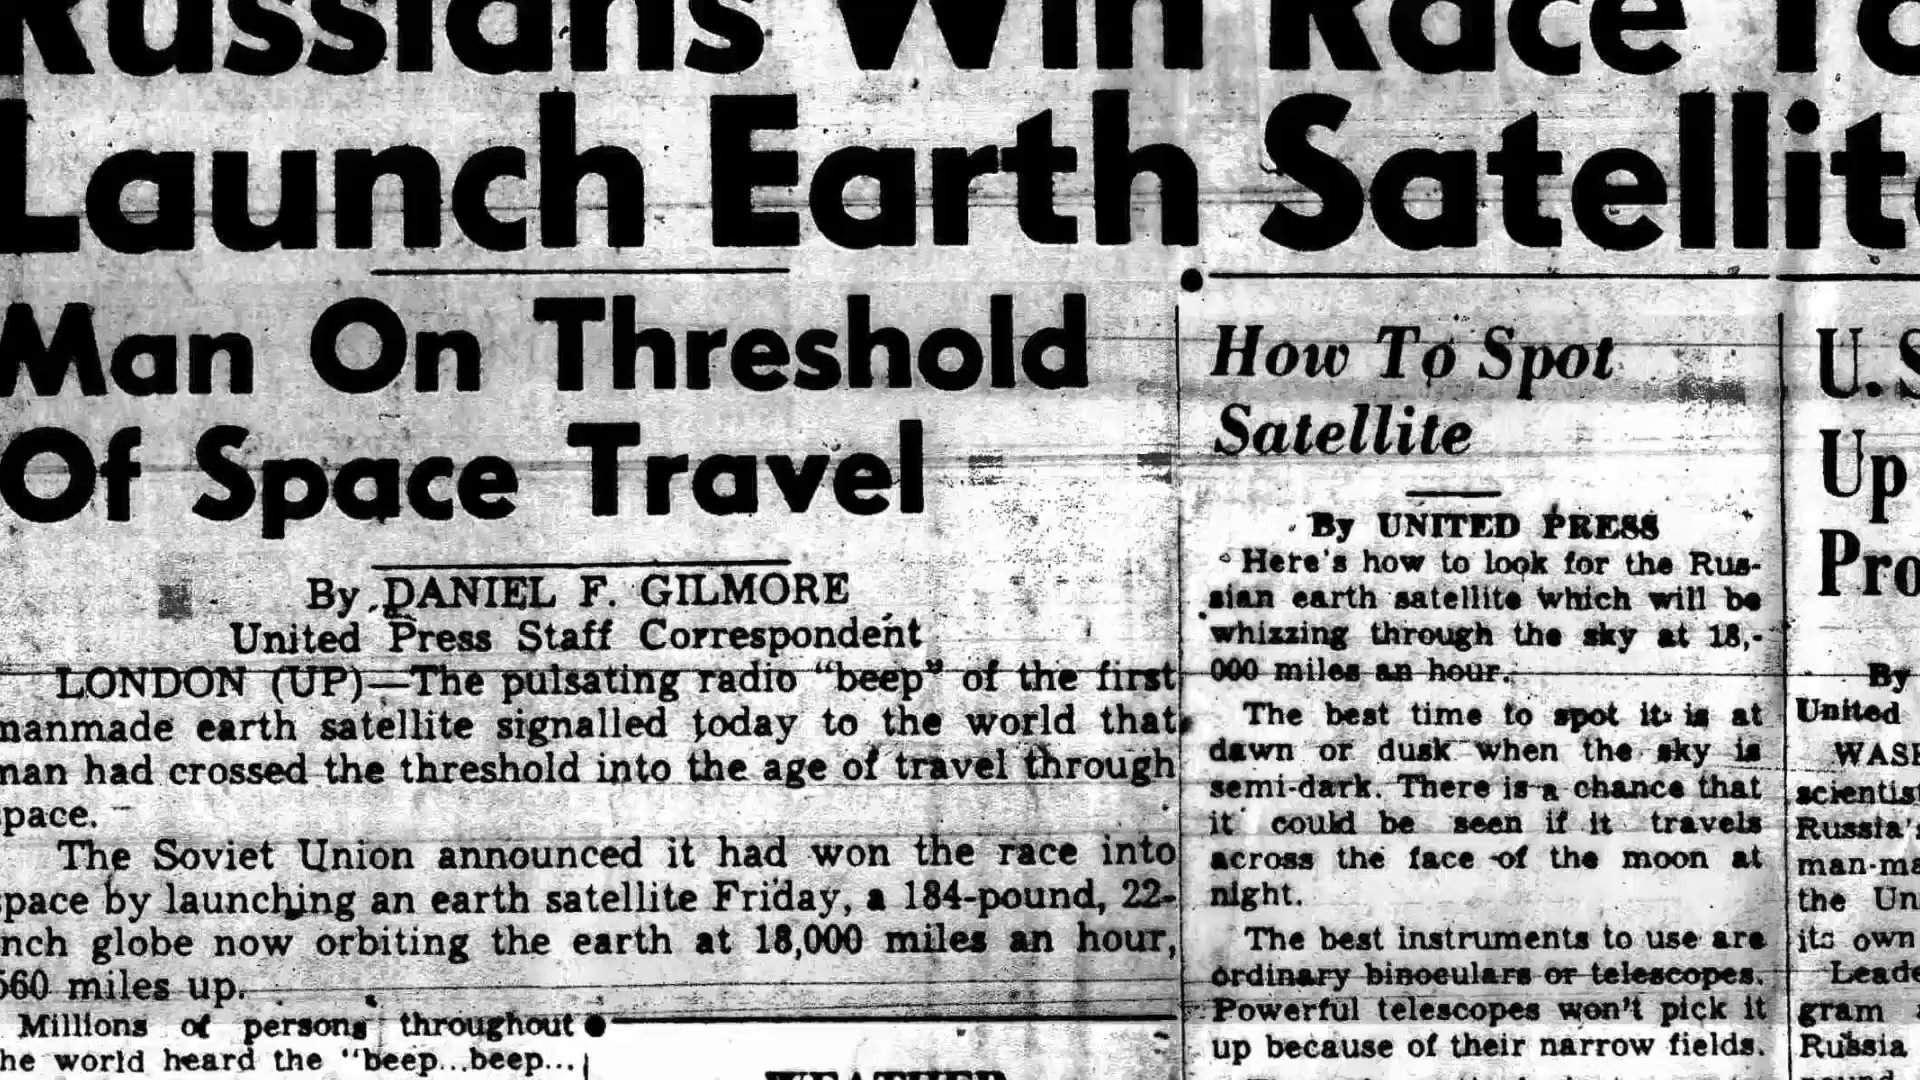 Russians Win Race To
Launch Earth Satellite
Man On Threshold
Of Space Travel
By DANIEL F. GILMORE
United Press Staff Correspondent
LONDON (UP)—The pulsating radio "beep" of the first
manmade earth satellite signalled today to the world that
man had crossed the threshold into the age of travel through
space.
The Soviet Union announced it had won the race into
space by launching an earth satellite Friday, a 184-pound, 22-
inch globe now orbiting the earth at 18,000 miles an hour,
560 miles up.
Millions of persons throughout
the world heard the "beep...beep...
WEATHER
How To Spot
Satellite
By UNITED PRESS
Here's how to look for the Rus-
sian earth satellite which will be
whizzing through the sky at 18,-
000 miles an hour.
The best time to spot it is at
dawn or dusk when the sky is
semi-dark. There is a chance that
it could be seen if it travels
across the face of the moon at
night.
The best instruments to use are
ordinary binoculars or telescopes.
Powerful telescopes won't pick it
up because of their narrow fields.
U.S
Up
Pro
By
United
WASH
scientis
Russia's
man-ma
the Un
its own
Leade
gram
Russia